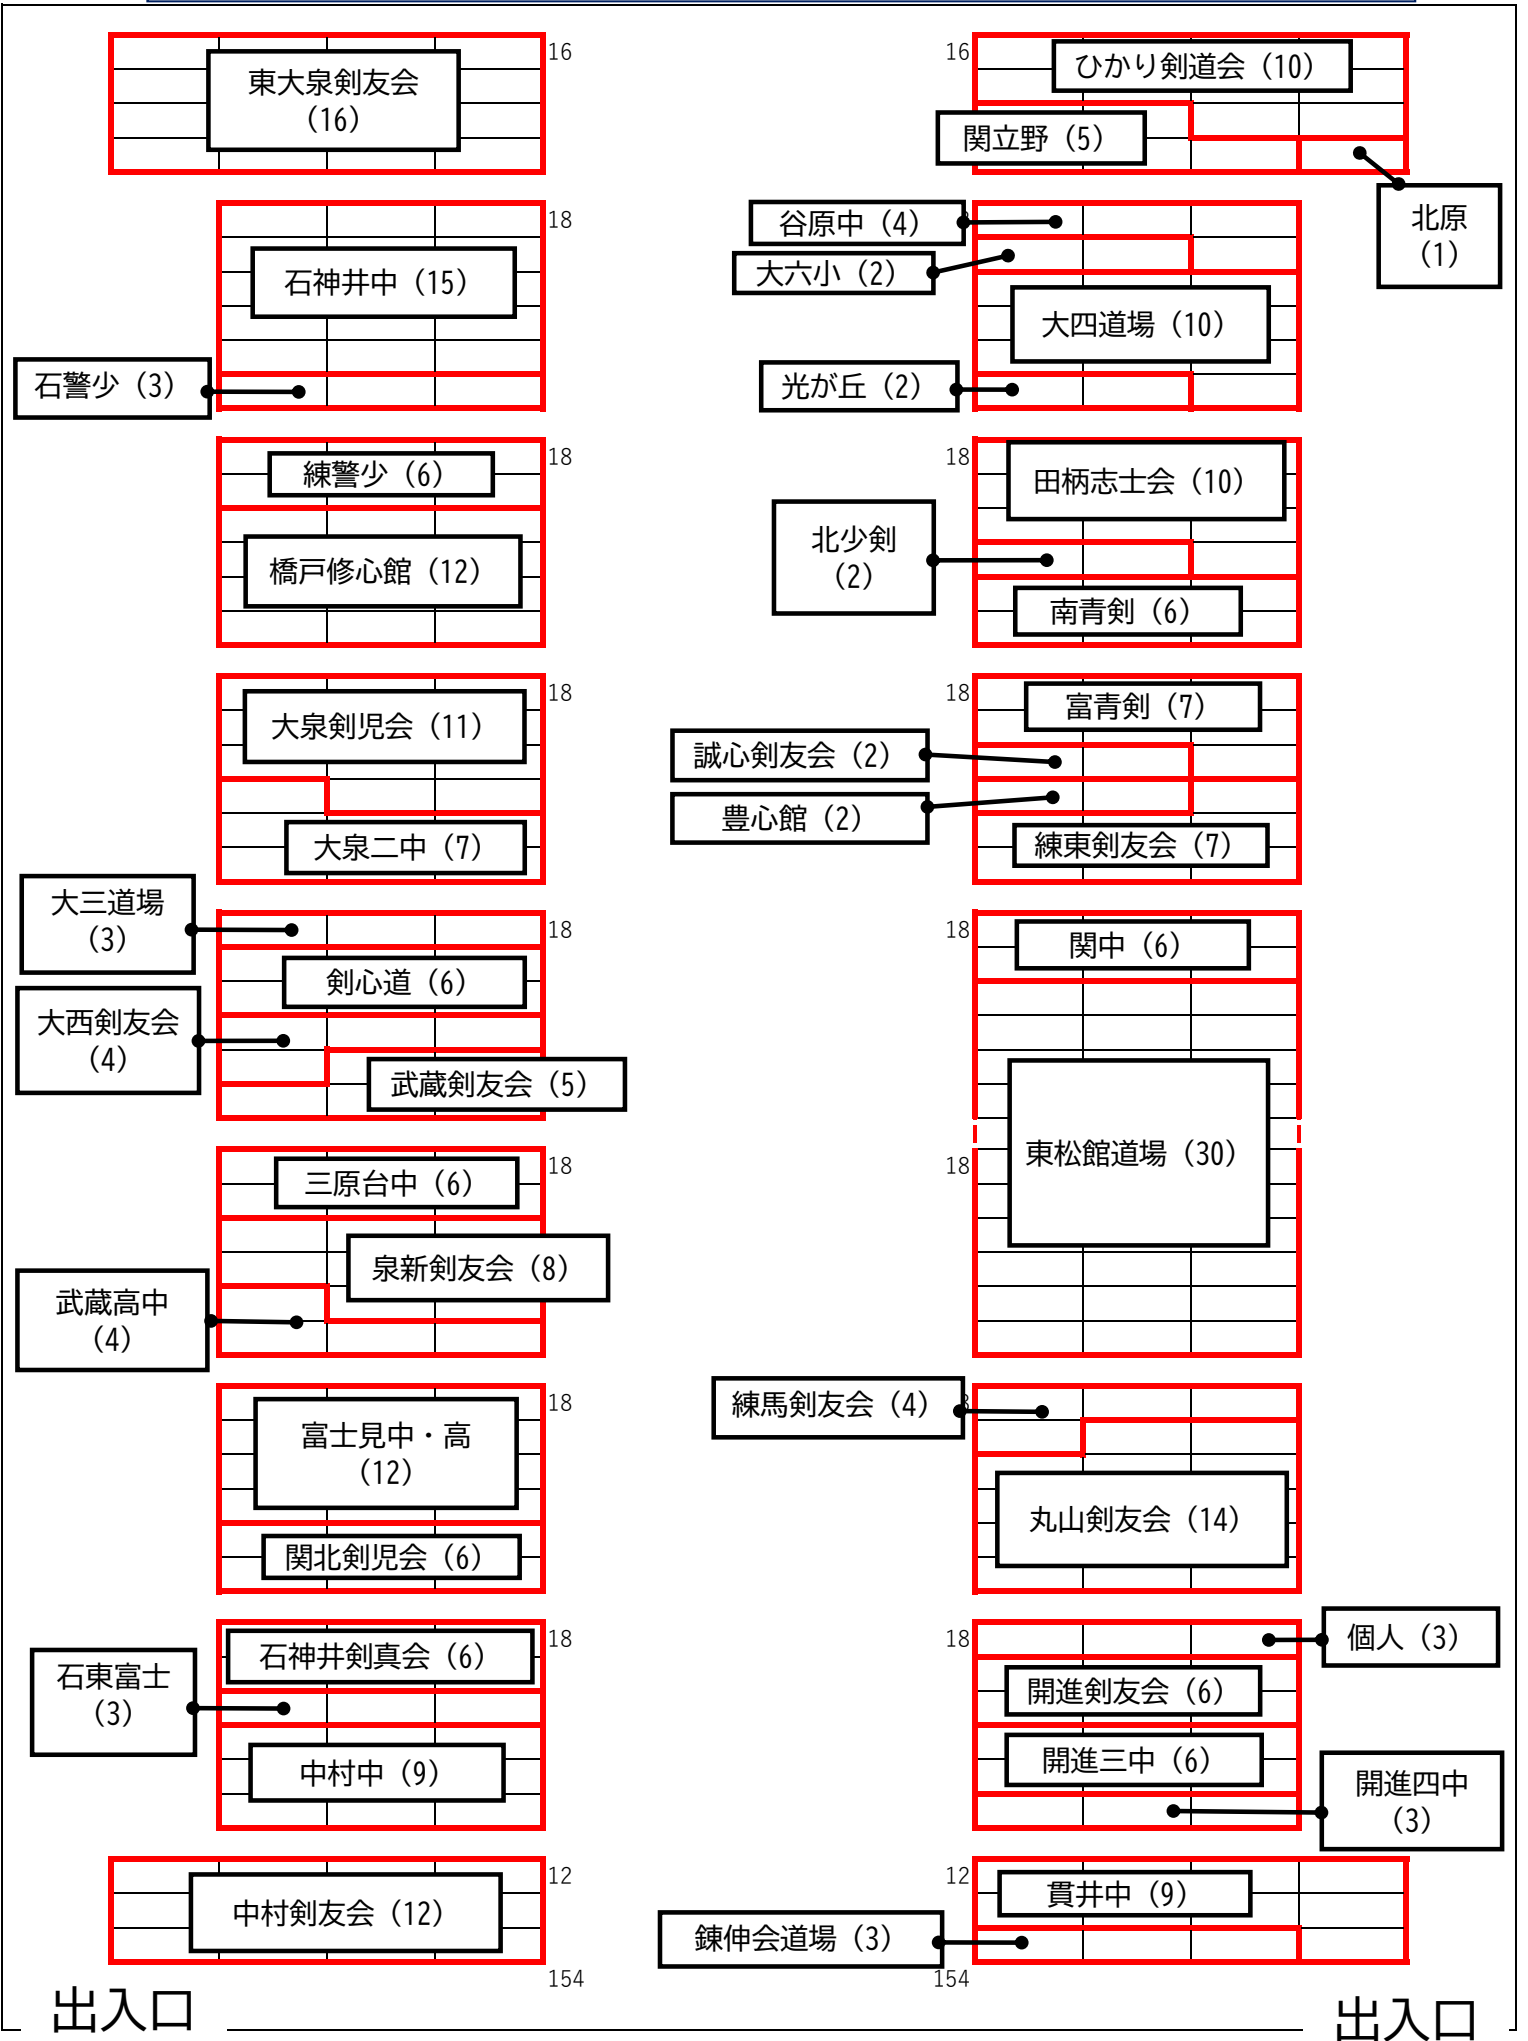 東大泉剣友会
（16）
16
石神井中（15）
18
石警少（3）
練警少（6）
18
橋戸修心館（12）
大泉剣児会（11）
18
大泉二中（7）
大三道場
（3）
18
剣心道（6）
大西剣友会
（4）
武蔵剣友会（5）
三原台中（6）
18
泉新剣友会（8）
武蔵高中
（4）
富士見中・高
（12）
18
関北剣児会（6）
石神井剣真会（6）
18
石東富士
（3）
中村中（9）
中村剣友会（12）
12
154
出入口
16
ひかり剣道会（10）
関立野（5）
北原
（1）
谷原中（4）
大六小（2）
大四道場（10）
光が丘（2）
18
田柄志士会（10）
北少剣
（2）
南青剣（6）
18
富青剣（7）
誠心剣友会（2）
豊心館（2）
練東剣友会（7）
18
関中（6）
東松館道場（30）
18
練馬剣友会（4）
丸山剣友会（14）
18
個人（3）
開進剣友会（6）
開進三中（6）
開進四中
（3）
12
貫井中（9）
錬伸会道場（3）
154
出入口